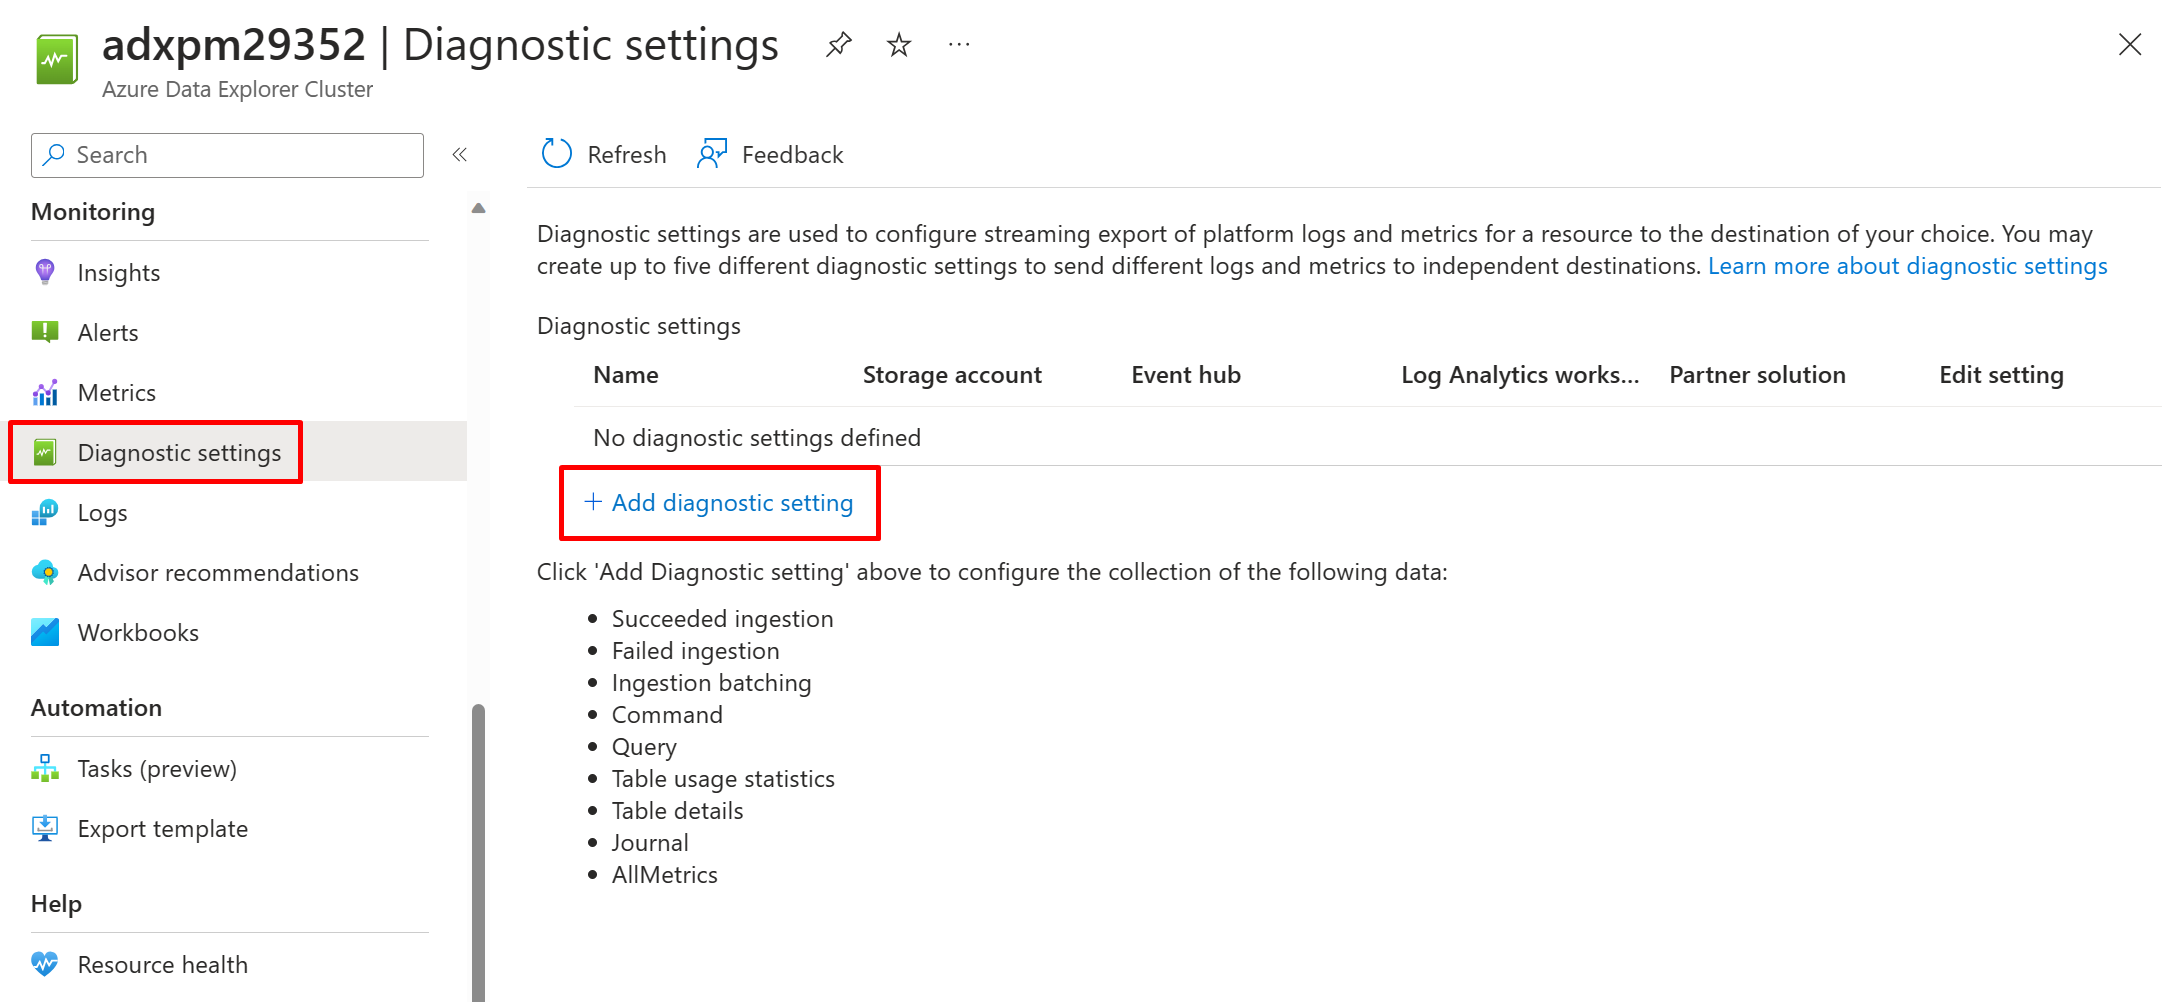 adxpm29352 | Diagnostic settings
Azure Data Explorer Cluster
Search
Refresh
Feedback
Monitoring
Insights
Alerts
Metrics
Diagnostic settings
Logs
Advisor recommendations
Workbooks
Automation
Tasks (preview)
Export template
Help
Resource health
Diagnostic settings are used to configure streaming export of platform logs and metrics for a resource to the destination of your choice. You may
create up to five different diagnostic settings to send different logs and metrics to independent destinations. Learn more about diagnostic settings
Diagnostic settings
Name Storage account Event hub Log Analytics works... Partner solution Edit setting
No diagnostic settings defined
+ Add diagnostic setting
Click 'Add Diagnostic setting' above to configure the collection of the following data:
• Succeeded ingestion
• Failed ingestion
• Ingestion batching
• Command
• Query
• Table usage statistics
• Table details
• Journal
• AllMetrics